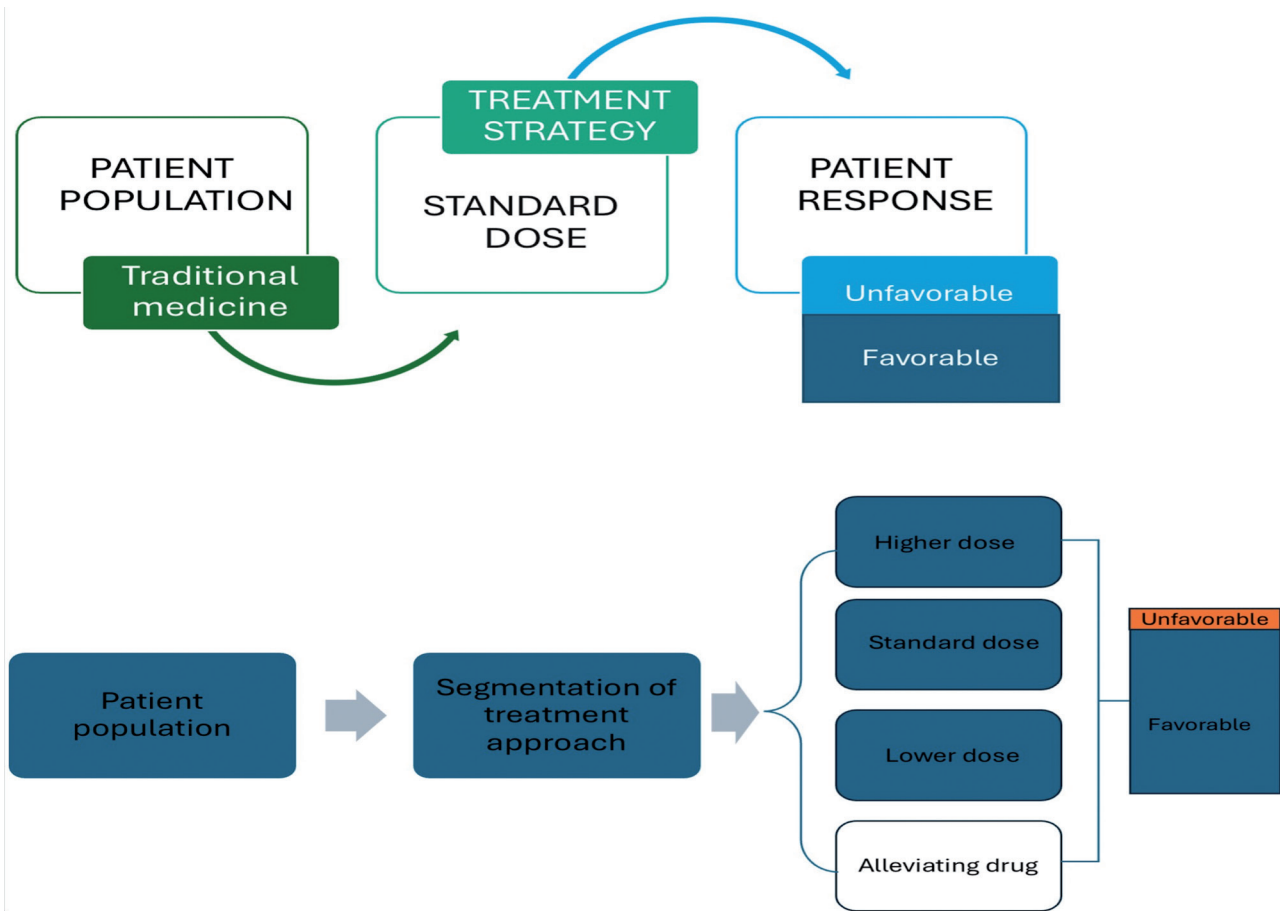 PATIENT
POPULATION
Traditional
medicine
TREATMENT
STRATEGY
STANDARD
DOSE
PATIENT
RESPONSE
Unfavorable
Favorable
Patient
population
Segmentation of
treatment
approach
Higher dose
Standard dose
Lower dose
Alleviating drug
Unfavorable
Favorable